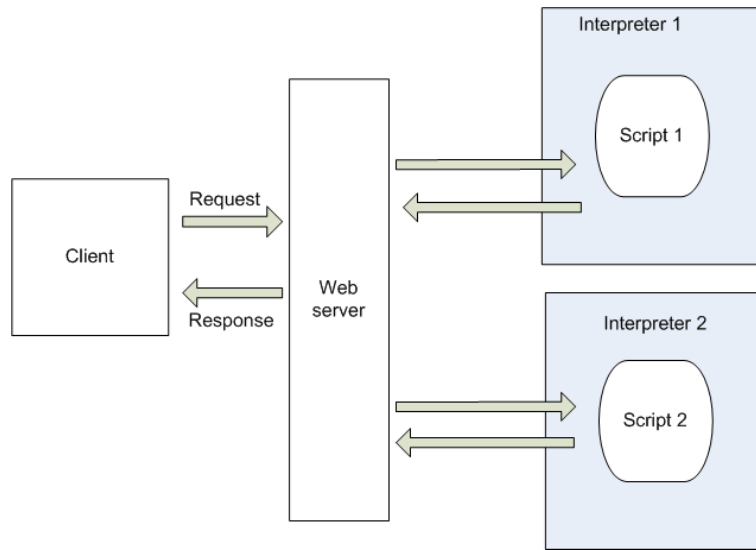 Interpreter 1
Script 1
Request
Client
Response
Web
server
Interpreter 2
Script 2